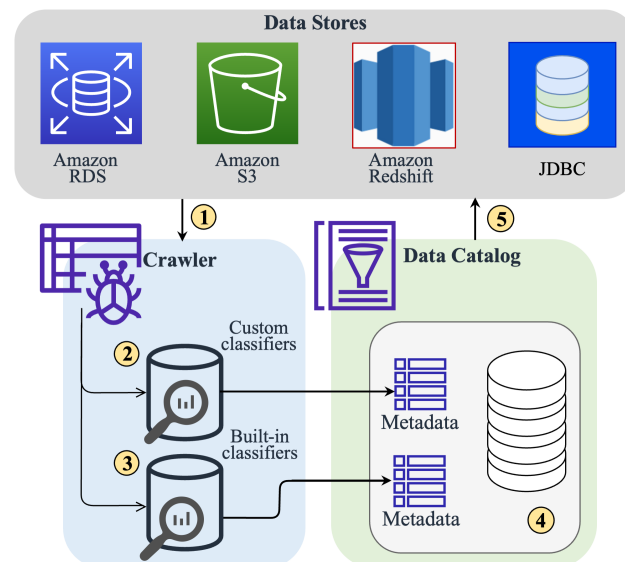 Data Stores
Amazon
RDS
Amazon
S3
Amazon
Redshift
JDBC
1
5
Crawler
Data Catalog
2
Custom
classifiers
Metadata
3
Built-in
classifiers
Metadata
4